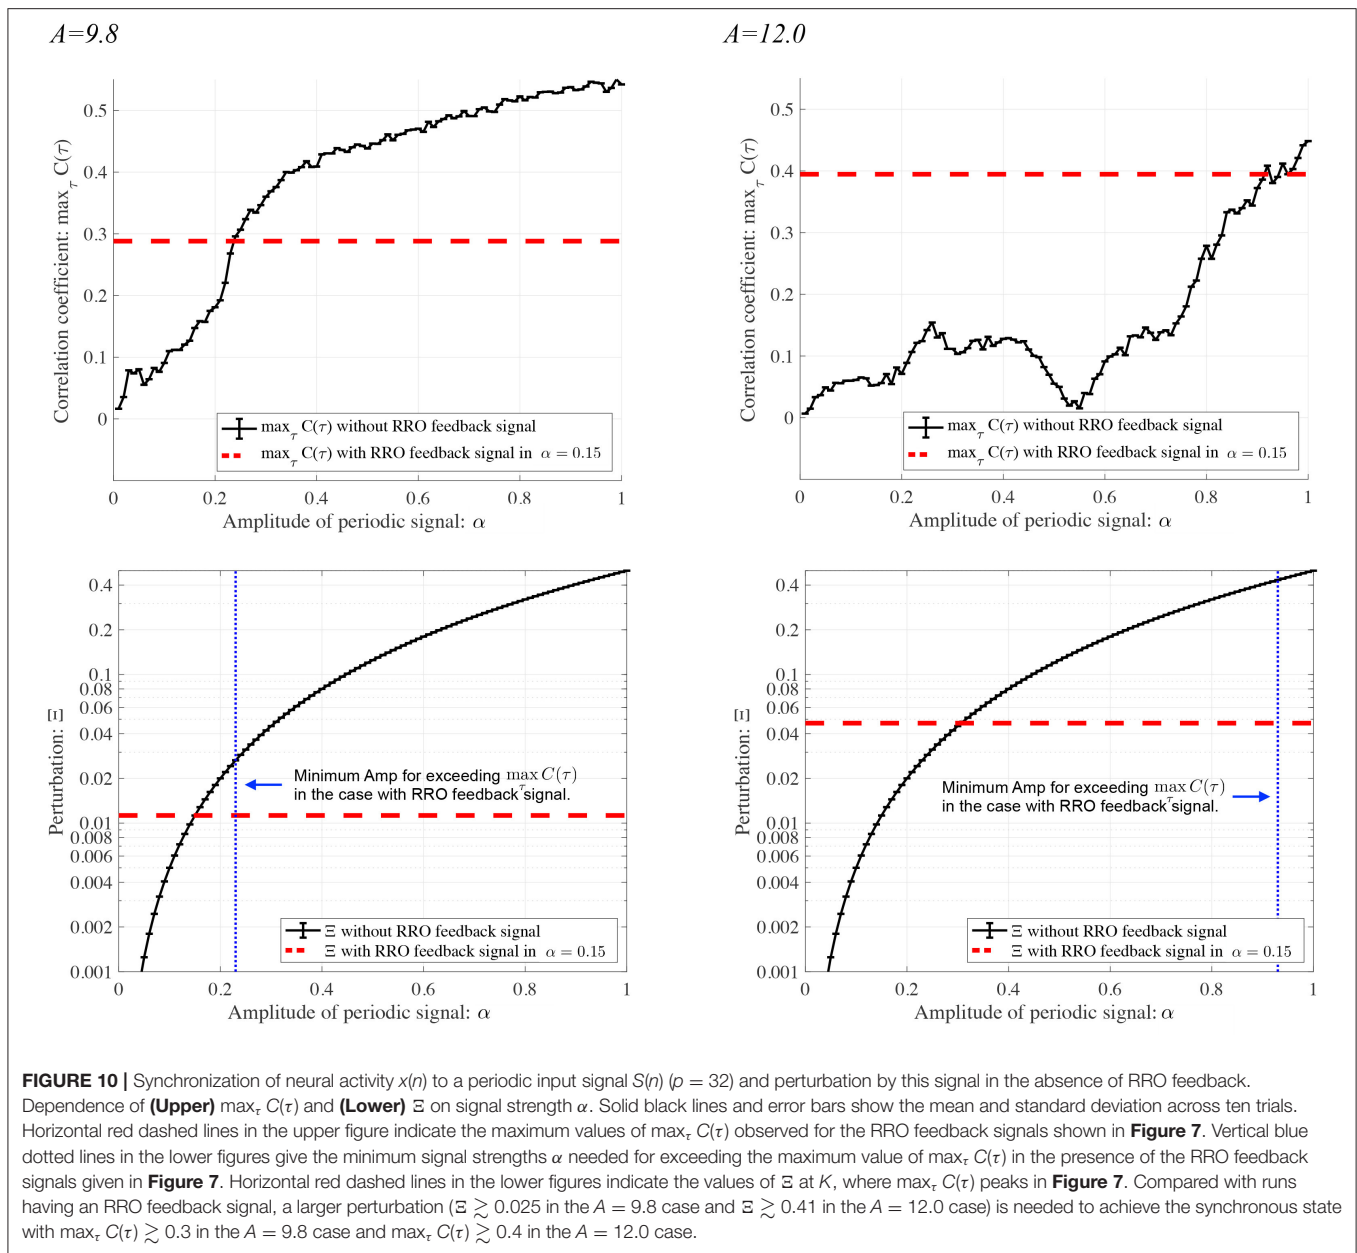 A=9.8
A=12.0
Correlation coefficient: max_τ C(τ)
0.5
0.4
0.3
0.2
0.1
0
max_τ C(τ) without RRO feedback signal
max_τ C(τ) with RRO feedback signal in α = 0.15
0 0.2 0.4 0.6 0.8 1
Amplitude of periodic signal: α
Correlation coefficient: max_τ C(τ)
0.5
0.4
0.3
0.2
0.1
0
max_τ C(τ) without RRO feedback signal
max_τ C(τ) with RRO feedback signal in α = 0.15
0 0.2 0.4 0.6 0.8 1
Amplitude of periodic signal: α
Perturbation: Ξ
0.4
0.2
0.1
0.08
0.06
0.04
0.02
0.01
0.008
0.006
0.004
0.002
0.001
Minimum Amp for exceeding max_τ C(τ)
in the case with RRO feedback signal.
Ξ without RRO feedback signal
Ξ with RRO feedback signal in α = 0.15
0 0.2 0.4 0.6 0.8 1
Amplitude of periodic signal: α
Perturbation: Ξ
0.4
0.2
0.1
0.08
0.06
0.04
0.02
0.01
0.008
0.006
0.004
0.002
0.001
Minimum Amp for exceeding max_τ C(τ)
in the case with RRO feedback signal.
Ξ without RRO feedback signal
Ξ with RRO feedback signal in α = 0.15
0 0.2 0.4 0.6 0.8 1
Amplitude of periodic signal: α
FIGURE 10 | Synchronization of neural activity x(n) to a periodic input signal S(n) (p = 32) and perturbation by this signal in the absence of RRO feedback.
Dependence of (Upper) max_τ C(τ) and (Lower) Ξ on signal strength α. Solid black lines and error bars show the mean and standard deviation across ten trials.
Horizontal red dashed lines in the upper figure indicate the maximum values of max_τ C(τ) observed for the RRO feedback signals shown in Figure 7. Vertical blue
dotted lines in the lower figures give the minimum signal strengths α needed for exceeding the maximum value of max_τ C(τ) in the presence of the RRO feedback
signals given in Figure 7. Horizontal red dashed lines in the lower figures indicate the values of Ξ at K, where max_τ C(τ) peaks in Figure 7. Compared with runs
having an RRO feedback signal, a larger perturbation (Ξ ≳ 0.025 in the A = 9.8 case and Ξ ≳ 0.41 in the A = 12.0 case) is needed to achieve the synchronous state
with max_τ C(τ) ≳ 0.3 in the A = 9.8 case and max_τ C(τ) ≳ 0.4 in the A = 12.0 case.